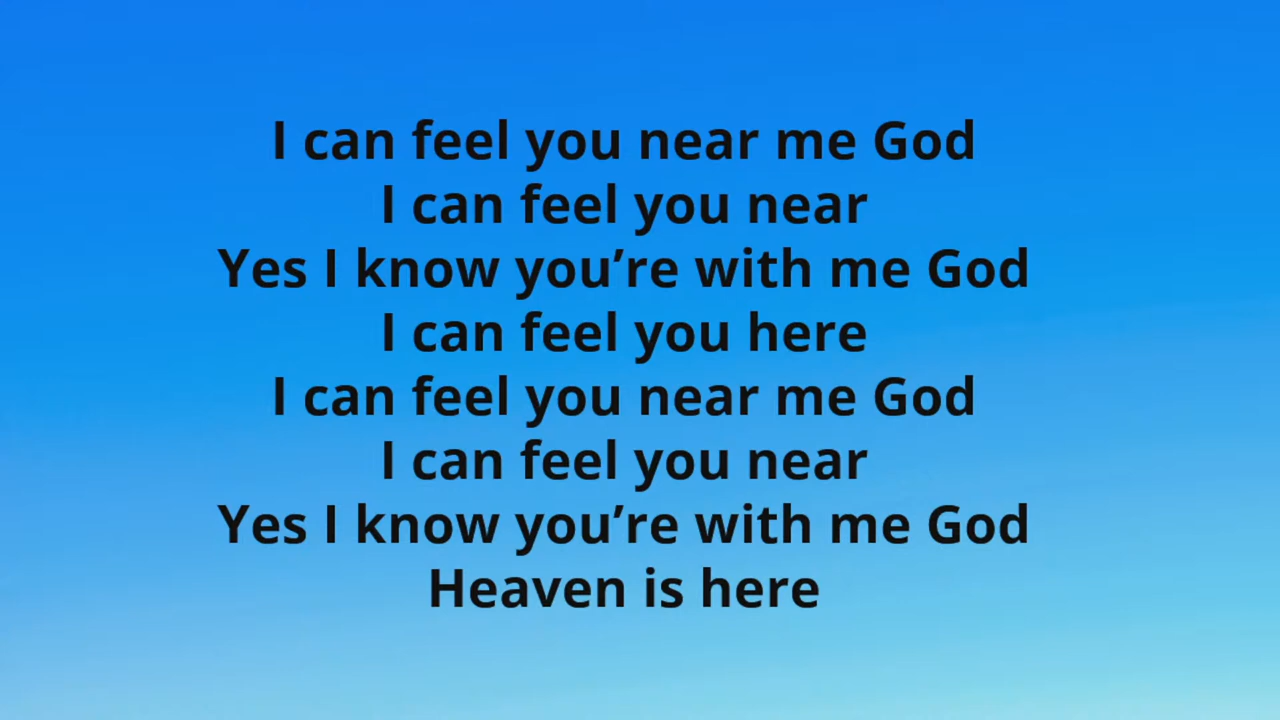 I can feel you near me God
I can feel you near
Yes I know you’re with me God
I can feel you here
I can feel you near me God
I can feel you near
Yes I know you’re with me God
Heaven is here